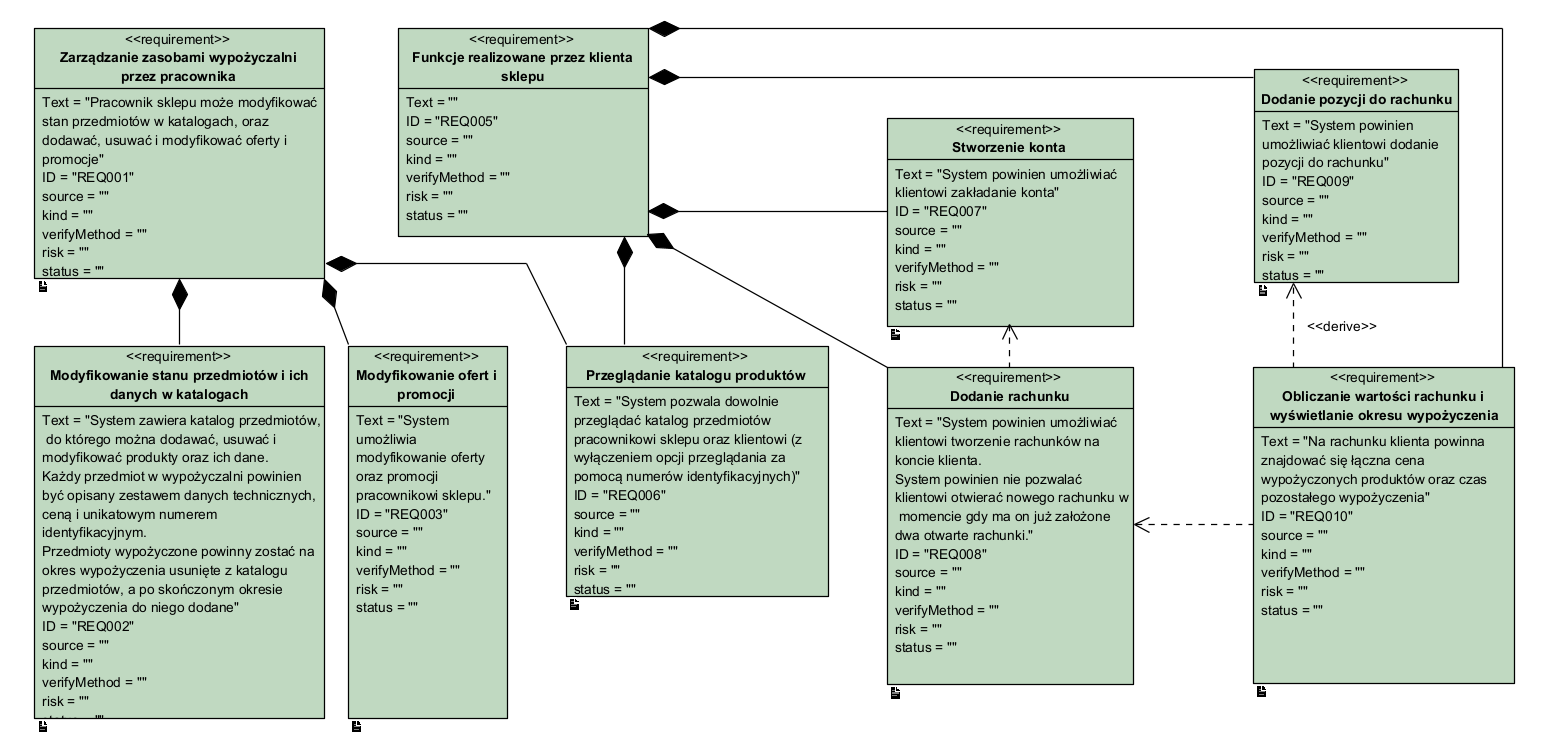 <<requirement>>
Zarządzanie zasobami wypożyczalni
przez pracownika
Text = "Pracownik sklepu może modyfikować
stan przedmiotów w katalogach, oraz
dodawać, usuwać i modyfikować oferty i
promocje"
ID = "REQ001"
source = ""
kind = ""
verifyMethod = ""
risk = ""
status = ""
<<requirement>>
Funkcje realizowane przez klienta
sklepu
Text = ""
ID = "REQ005"
source = ""
kind = ""
verifyMethod = ""
risk = ""
status = ""
<<requirement>>
Stworzenie konta
Text = "System powinien umożliwiać
klientowi zakładanie konta"
ID = "REQ007"
source = ""
kind = ""
verifyMethod = ""
risk = ""
status = ""
<<requirement>>
Dodanie pozycji do rachunku
Text = "System powinien
umożliwiać klientowi dodanie
pozycji do rachunku"
ID = "REQ009"
source = ""
kind = ""
verifyMethod = ""
risk = ""
status = ""
<<derive>>
<<requirement>>
Modyfikowanie stanu przedmiotów i ich
danych w katalogach
Text = "System zawiera katalog przedmiotów,
do którego można dodawać, usuwać i
modyfikować produkty oraz ich dane.
Każdy przedmiot w wypożyczalni powinien
być opisany zestawem danych technicznych,
ceną i unikatowym numerem
identyfikacyjnym.
Przedmioty wypożyczone powinny zostać na
okres wypożyczenia usunięte z katalogu
przedmiotów, a po skończonym okresie
wypożyczenia do niego dodane"
ID = "REQ002"
source = ""
kind = ""
verifyMethod = ""
risk = ""
<<requirement>>
Modyfikowanie ofert i
promocji
Text = "System
umożliwia
modyfikowanie oferty
oraz promocji
pracownikowi sklepu."
ID = "REQ003"
source = ""
kind = ""
verifyMethod = ""
risk = ""
status = ""
<<requirement>>
Przeglądanie katalogu produktów
Text = "System pozwala dowolnie
przeglądać katalog przedmiotów
pracownikowi sklepu oraz klientowi (z
wyłączeniem opcji przeglądania za
pomocą numerów identyfikacyjnych)"
ID = "REQ006"
source = ""
kind = ""
verifyMethod = ""
risk = ""
status = ""
<<requirement>>
Dodanie rachunku
Text = "System powinien umożliwiać
klientowi tworzenie rachunków na
koncie klienta.
System powinien nie pozwalać
klientowi otwierać nowego rachunku w
momencie gdy ma on już założone
dwa otwarte rachunki."
ID = "REQ008"
source = ""
kind = ""
verifyMethod = ""
risk = ""
status = ""
<<requirement>>
Obliczanie wartości rachunku i
wyświetlanie okresu wypożyczenia
Text = "Na rachunku klienta powinna
znajdować się łączna cena
wypożyczonych produktów oraz czas
pozostałego wypożyczenia"
ID = "REQ010"
source = ""
kind = ""
verifyMethod = ""
risk = ""
status = ""